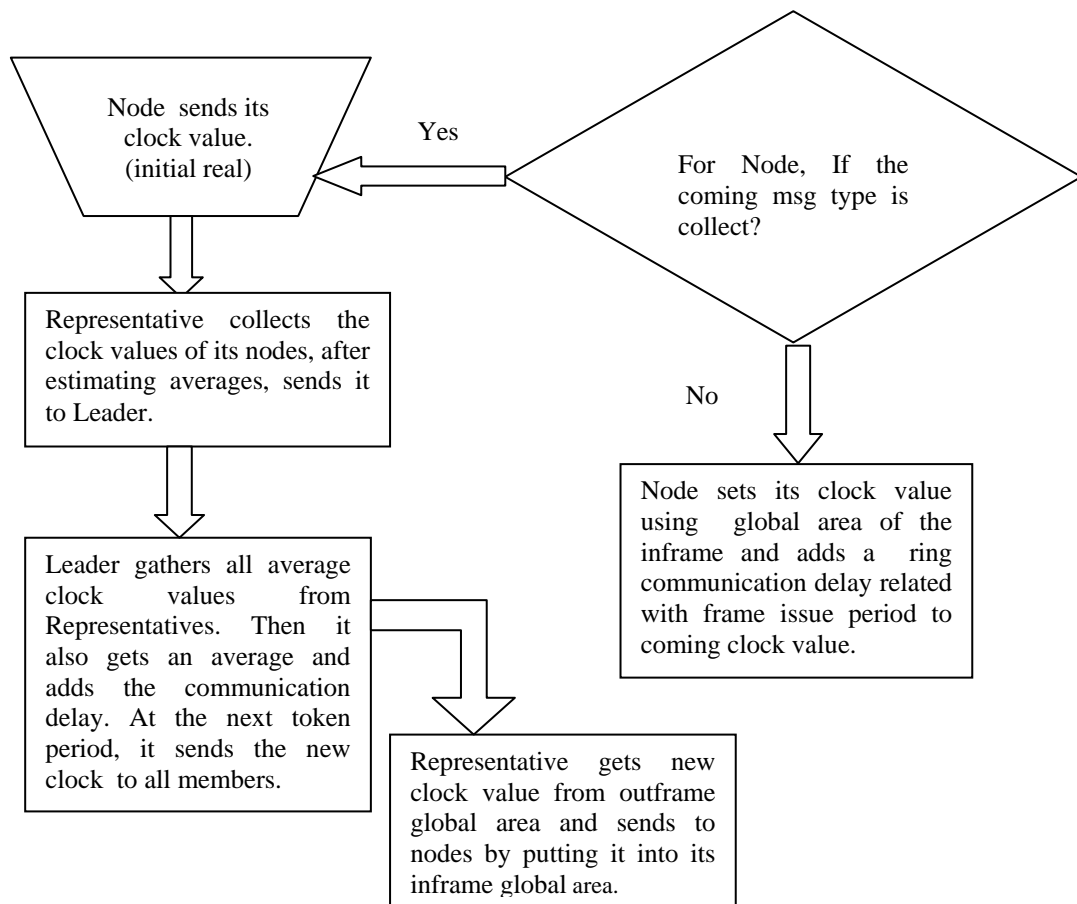 Node sends its
clock value.
(initial real)
Yes
For Node, If the
coming msg type is
collect?
Representative collects the
clock values of its nodes, after
estimating averages, sends it
to Leader.
No
Node sets its clock value
using global area of the
inframe and adds a ring
communication delay related
with frame issue period to
coming clock value.
Leader gathers all average
clock values from
Representatives. Then it
also gets an average and
adds the communication
delay. At the next token
period, it sends the new
clock to all members.
Representative gets new
clock value from outframe
global area and sends to
nodes by putting it into its
inframe global area.